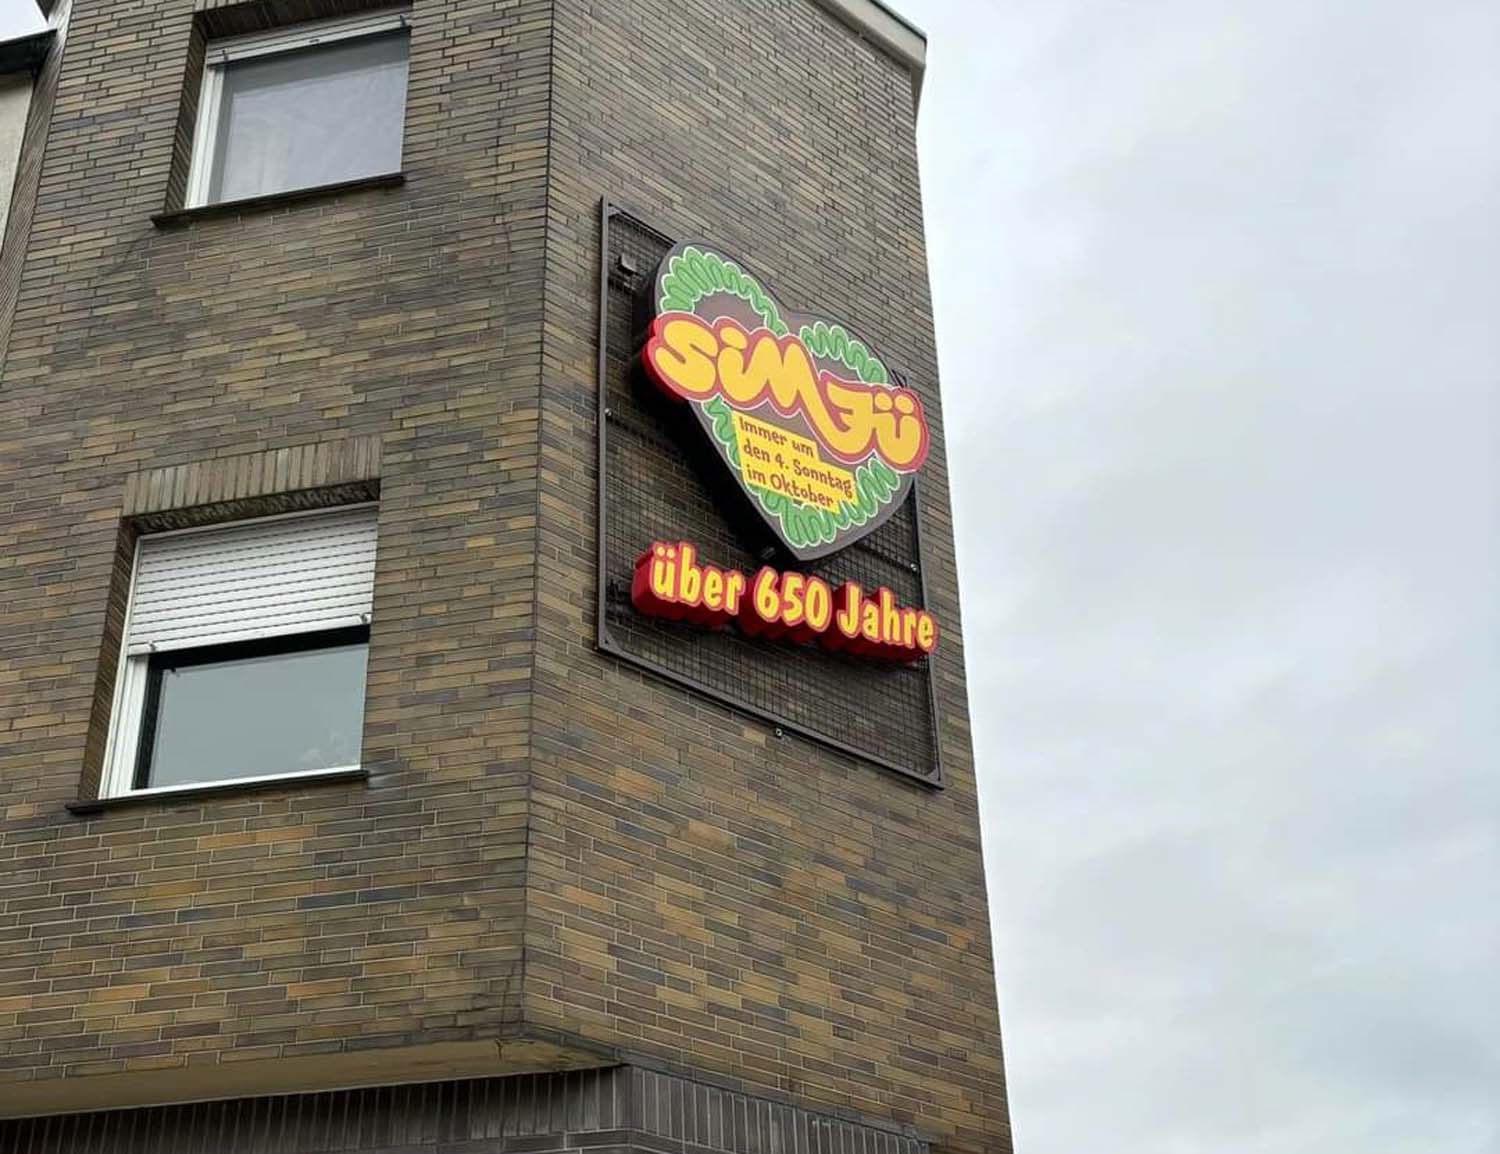 SiMJÜ
Immer um
den 4. Sonntag
im Oktober
über 650 Jahre